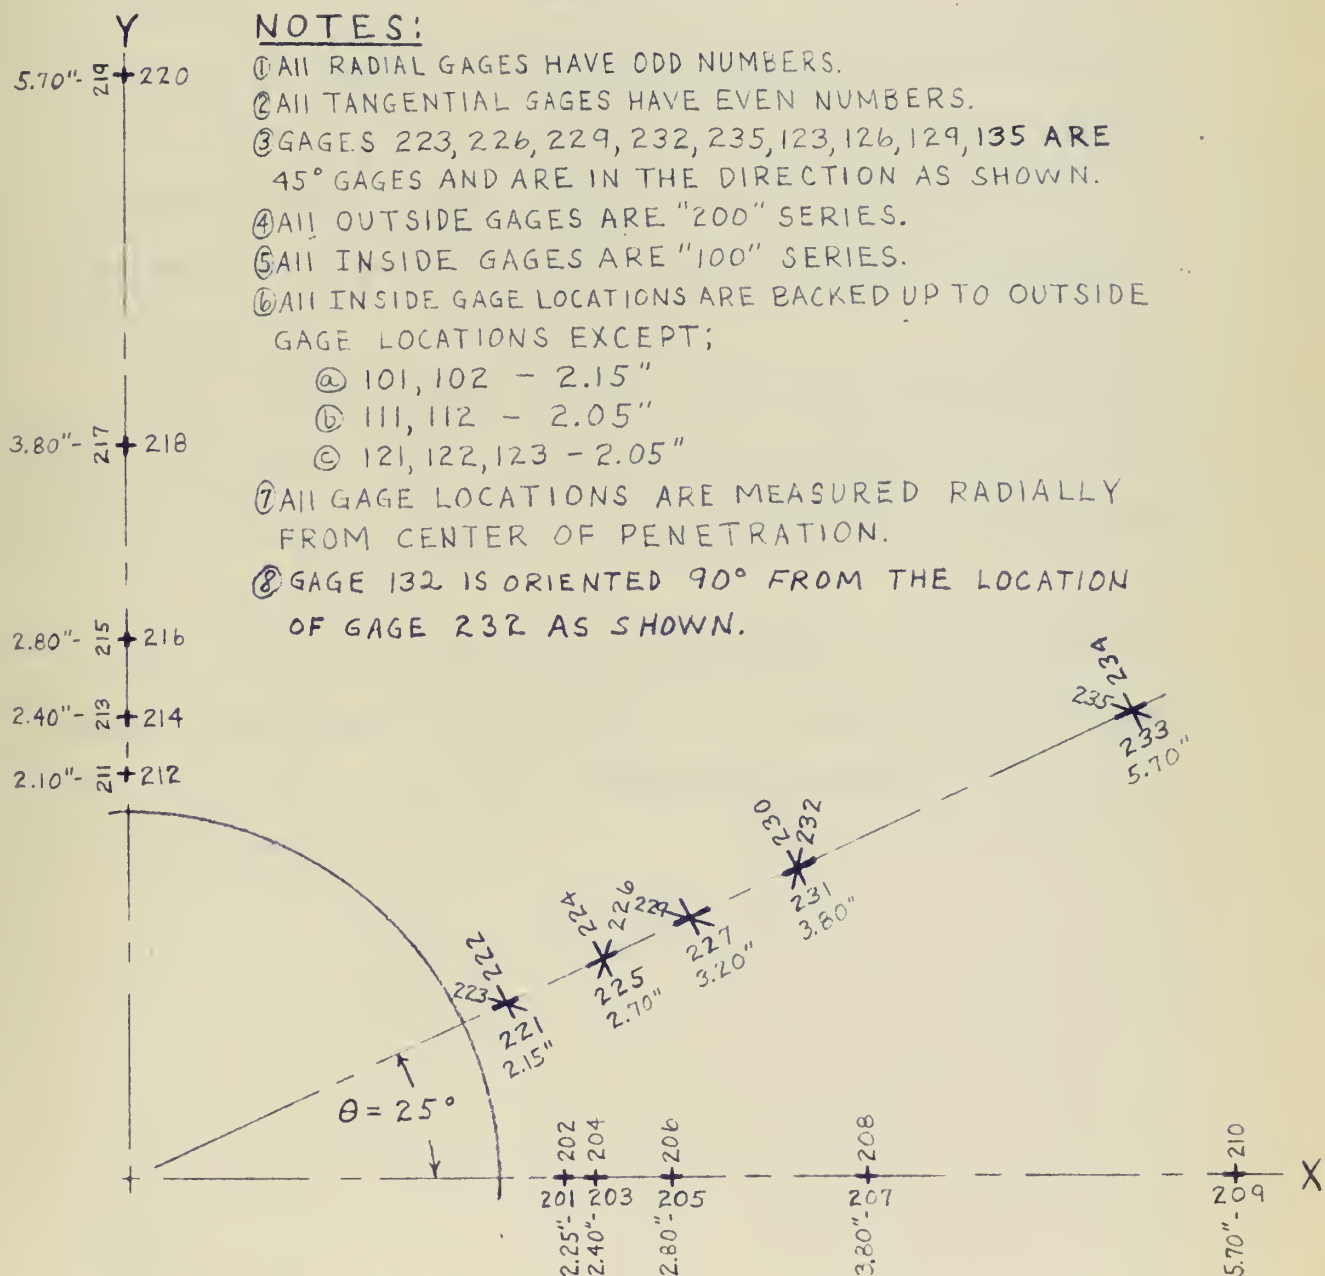 Y
NOTES:
① All RADIAL GAGES HAVE ODD NUMBERS.
② All TANGENTIAL GAGES HAVE EVEN NUMBERS.
③ GAGES 223, 226, 229, 232, 235, 123, 126, 129, 135 ARE
45° GAGES AND ARE IN THE DIRECTION AS SHOWN.
④ All OUTSIDE GAGES ARE "200" SERIES.
⑤ All INSIDE GAGES ARE "100" SERIES.
⑥ All INSIDE GAGE LOCATIONS ARE BACKED UP TO OUTSIDE
GAGE LOCATIONS EXCEPT;
ⓐ 101, 102 - 2.15"
ⓑ 111, 112 - 2.05"
ⓒ 121, 122, 123 - 2.05"
⑦ All GAGE LOCATIONS ARE MEASURED RADIALLY
FROM CENTER OF PENETRATION.
⑧ GAGE 132 IS ORIENTED 90° FROM THE LOCATION
OF GAGE 232 AS SHOWN.
5.70"- 219 220
3.80"- 217 218
2.80"- 215 216
2.40"- 213 214
2.10"- 211 212
234
235
233
5.70"
230
232
231
3.80"
229
227
3.20"
224
226
225
2.70"
222
223
221
2.15"
θ = 25°
202
204
206
208
210
X
201
203
205
207
209
2.25"-
2.40"-
2.80"-
3.80"-
5.70"-